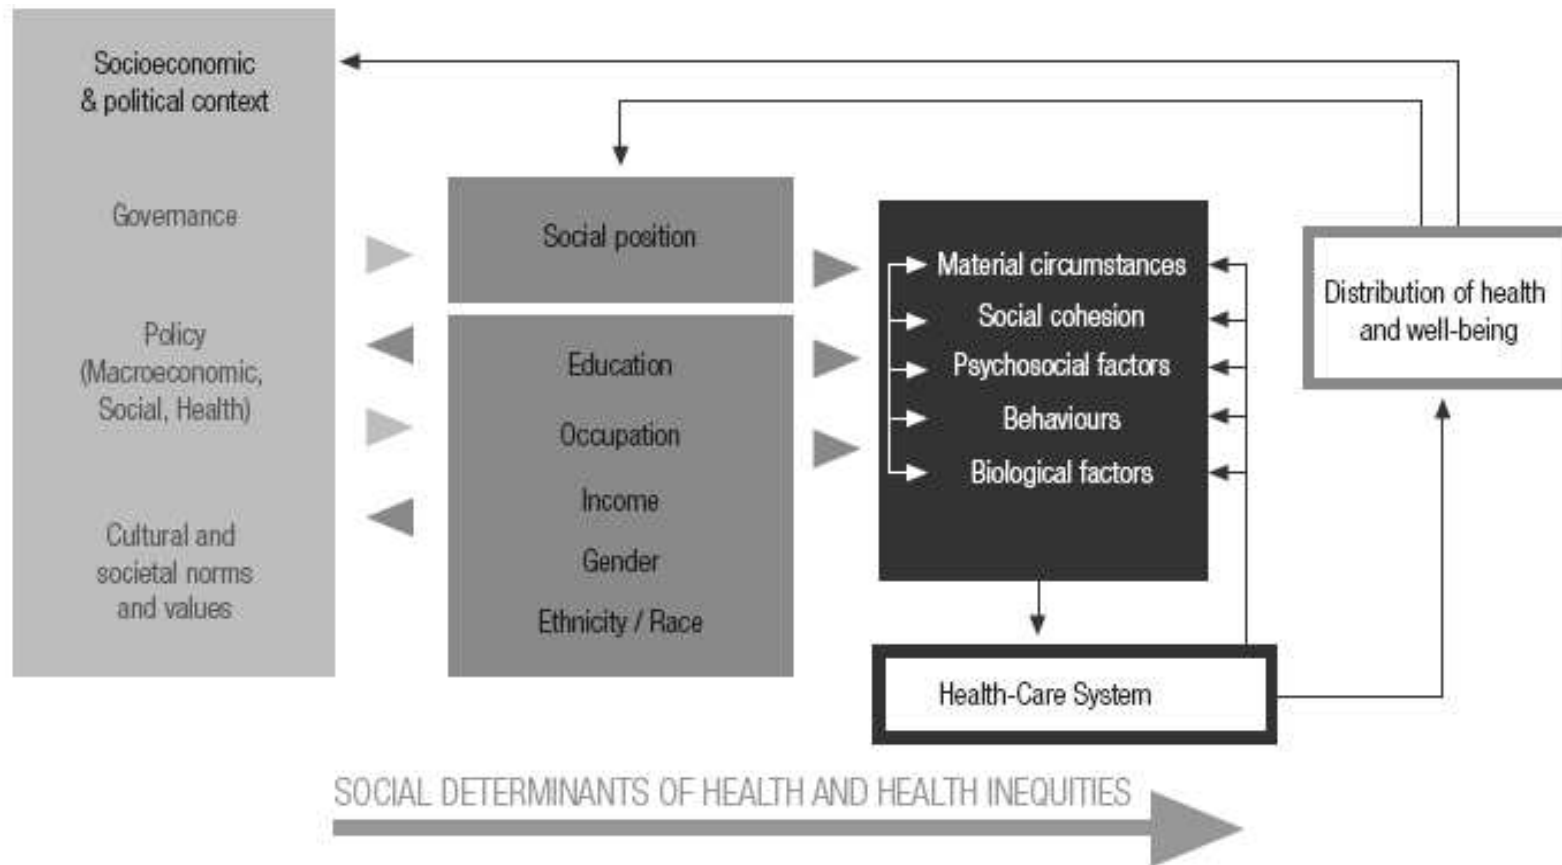 Socioeconomic
& political context
Governance
Policy
(Macroeconomic,
Social, Health)
Cultural and
societal norms
and values
Social position
Education
Occupation
Income
Gender
Ethnicity / Race
Material circumstances
Social cohesion
Psychosocial factors
Behaviours
Biological factors
Health-Care System
Distribution of health
and well-being
SOCIAL DETERMINANTS OF HEALTH AND HEALTH INEQUITIES